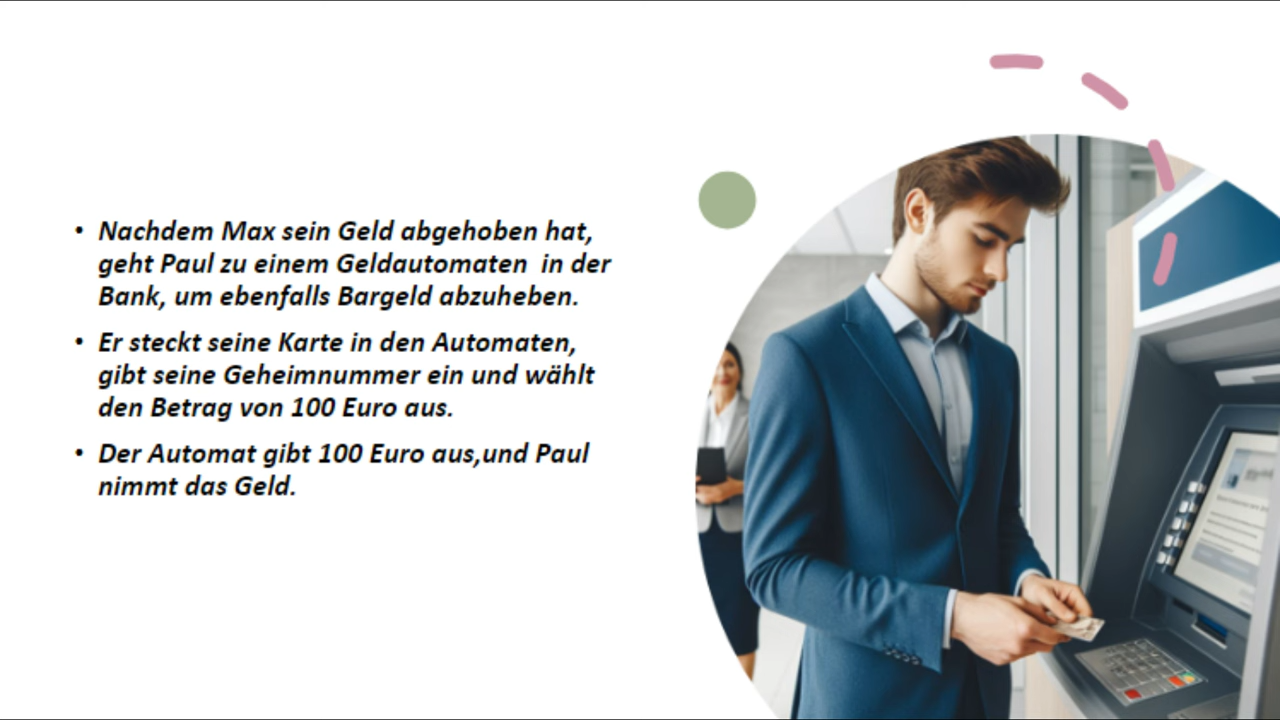 • Nachdem Max sein Geld abgehoben hat,
geht Paul zu einem Geldautomaten  in der
Bank, um ebenfalls Bargeld abzuheben.
• Er steckt seine Karte in den Automaten,
gibt seine Geheimnummer ein und wählt
den Betrag von 100 Euro aus.
• Der Automat gibt 100 Euro aus,und Paul
nimmt das Geld.